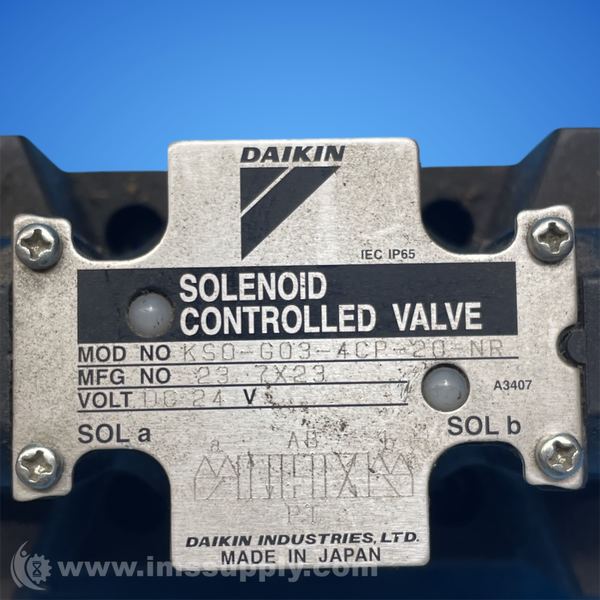 DAIKIN
IEC IP65
SOLENOID
CONTROLLED VALVE
MOD NO KSO-G03-4CP-20-NR
MFG NO 23 7X23
VOLT DC 24 V
A3407
SOL a
SOL b
a AB b
PT
DAIKIN INDUSTRIES, LTD.
MADE IN JAPAN
www.imssupply.com